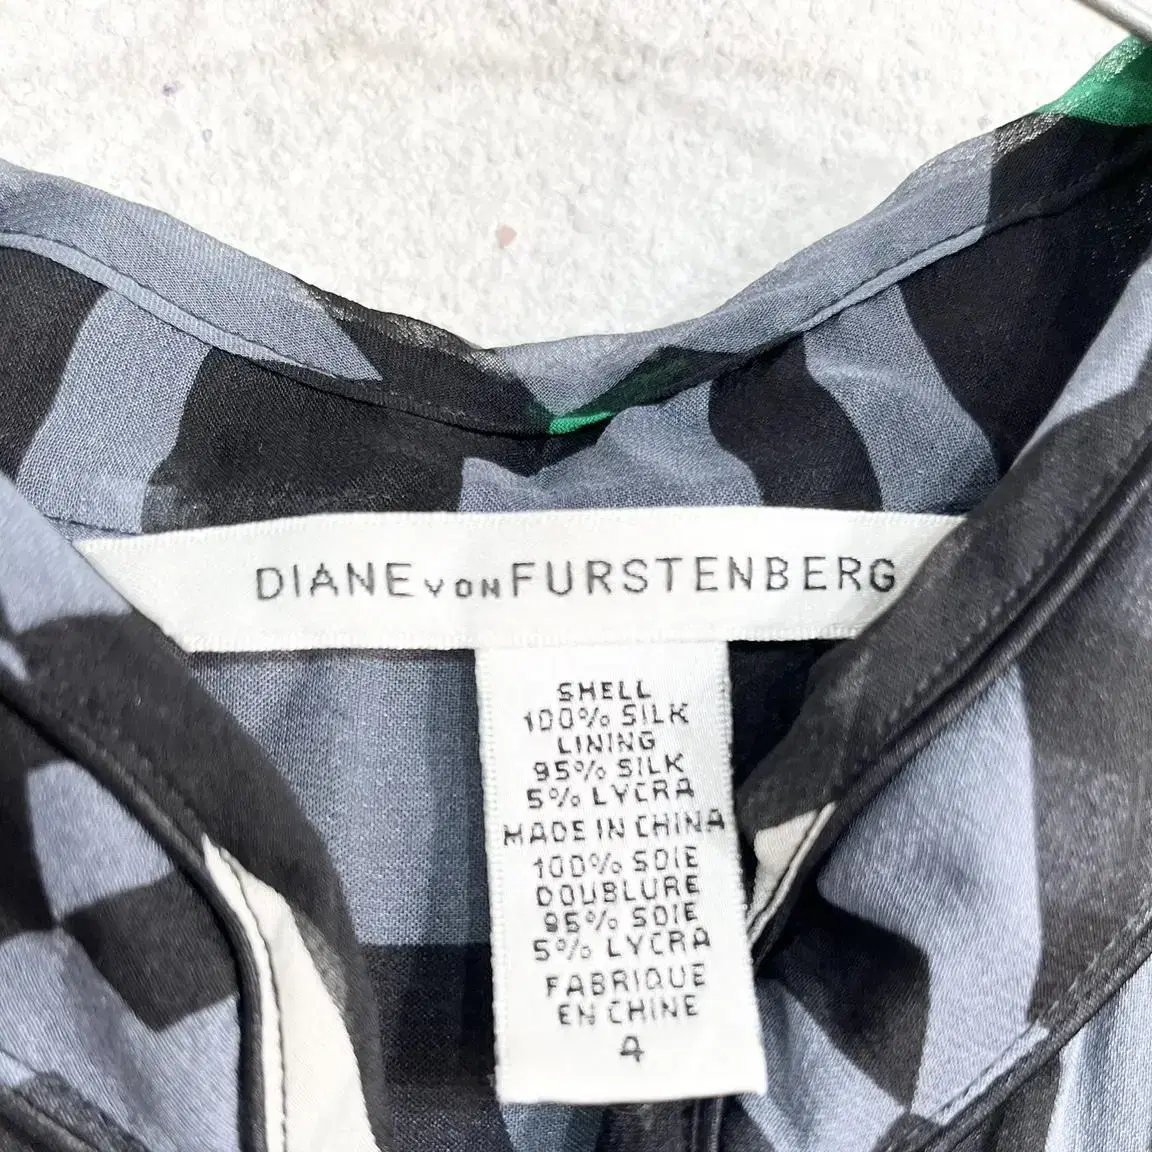 DIANE VON FURSTENBERG
SHELL
100% SILK
LINING
95% SILK
5% LYCRA
MADE IN CHINA
100% SOIE
DOUBLURE
95% SOIE
5% LYCRA
FABRIQUE
EN CHINE
4